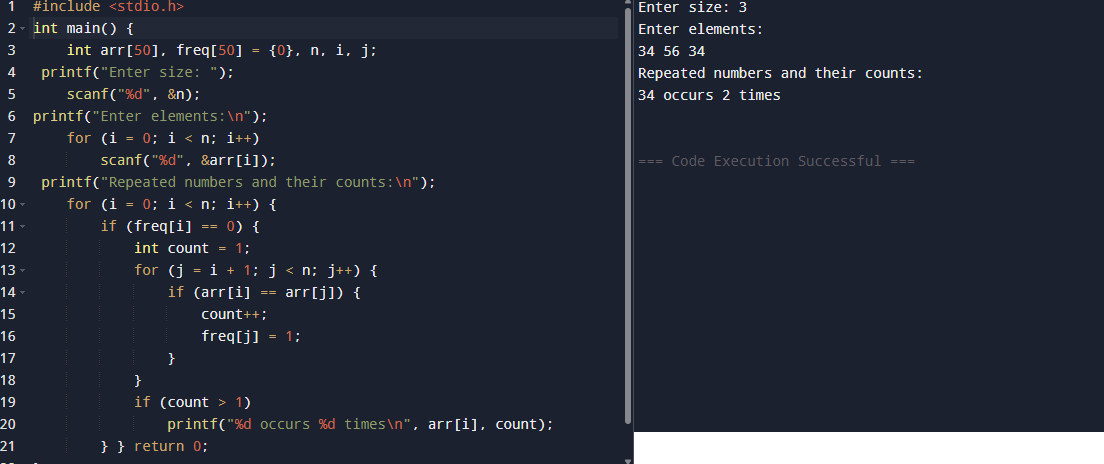 1 #include <stdio.h>
2 int main() {
3     int arr[50], freq[50] = {0}, n, i, j;
4  printf("Enter size: ");
5     scanf("%d", &n);
6 printf("Enter elements:\n");
7     for (i = 0; i < n; i++)
8         scanf("%d", &arr[i]);
9  printf("Repeated numbers and their counts:\n");
10     for (i = 0; i < n; i++) {
11         if (freq[i] == 0) {
12             int count = 1;
13             for (j = i + 1; j < n; j++) {
14                 if (arr[i] == arr[j]) {
15                     count++;
16                     freq[j] = 1;
17                 }
18             }
19             if (count > 1)
20                 printf("%d occurs %d times\n", arr[i], count);
21         } } return 0;
Enter size: 3
Enter elements:
34 56 34
Repeated numbers and their counts:
34 occurs 2 times
=== Code Execution Successful ===